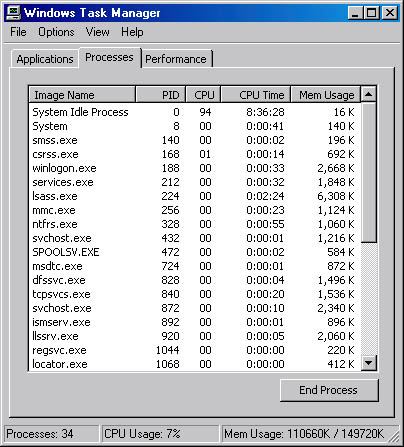 Windows Task Manager
File Options View Help
Applications Processes Performance
Image Name PID CPU CPU Time Mem Usage
System Idle Process 0 94 8:36:28 16 K
System 8 00 0:00:41 140 K
smss.exe 140 00 0:00:02 196 K
csrss.exe 168 01 0:00:14 692 K
winlogon.exe 188 00 0:00:33 2,668 K
services.exe 212 00 0:00:32 1,848 K
lsass.exe 224 00 0:02:24 6,308 K
mmc.exe 256 00 0:00:23 1,124 K
ntfrs.exe 328 00 0:00:55 1,060 K
svchost.exe 432 00 0:00:01 1,216 K
SPOOLSV.EXE 472 00 0:00:02 584 K
msdtc.exe 724 00 0:00:01 872 K
dfssvc.exe 828 00 0:00:04 1,496 K
tcpsvcs.exe 840 00 0:00:20 1,536 K
svchost.exe 872 00 0:00:10 2,340 K
ismserv.exe 892 00 0:00:01 896 K
llssrv.exe 920 00 0:00:05 2,060 K
regsvc.exe 1044 00 0:00:00 220 K
locator.exe 1068 00 0:00:00 412 K
End Process
Processes: 34 CPU Usage: 7% Mem Usage: 110660K / 149720K